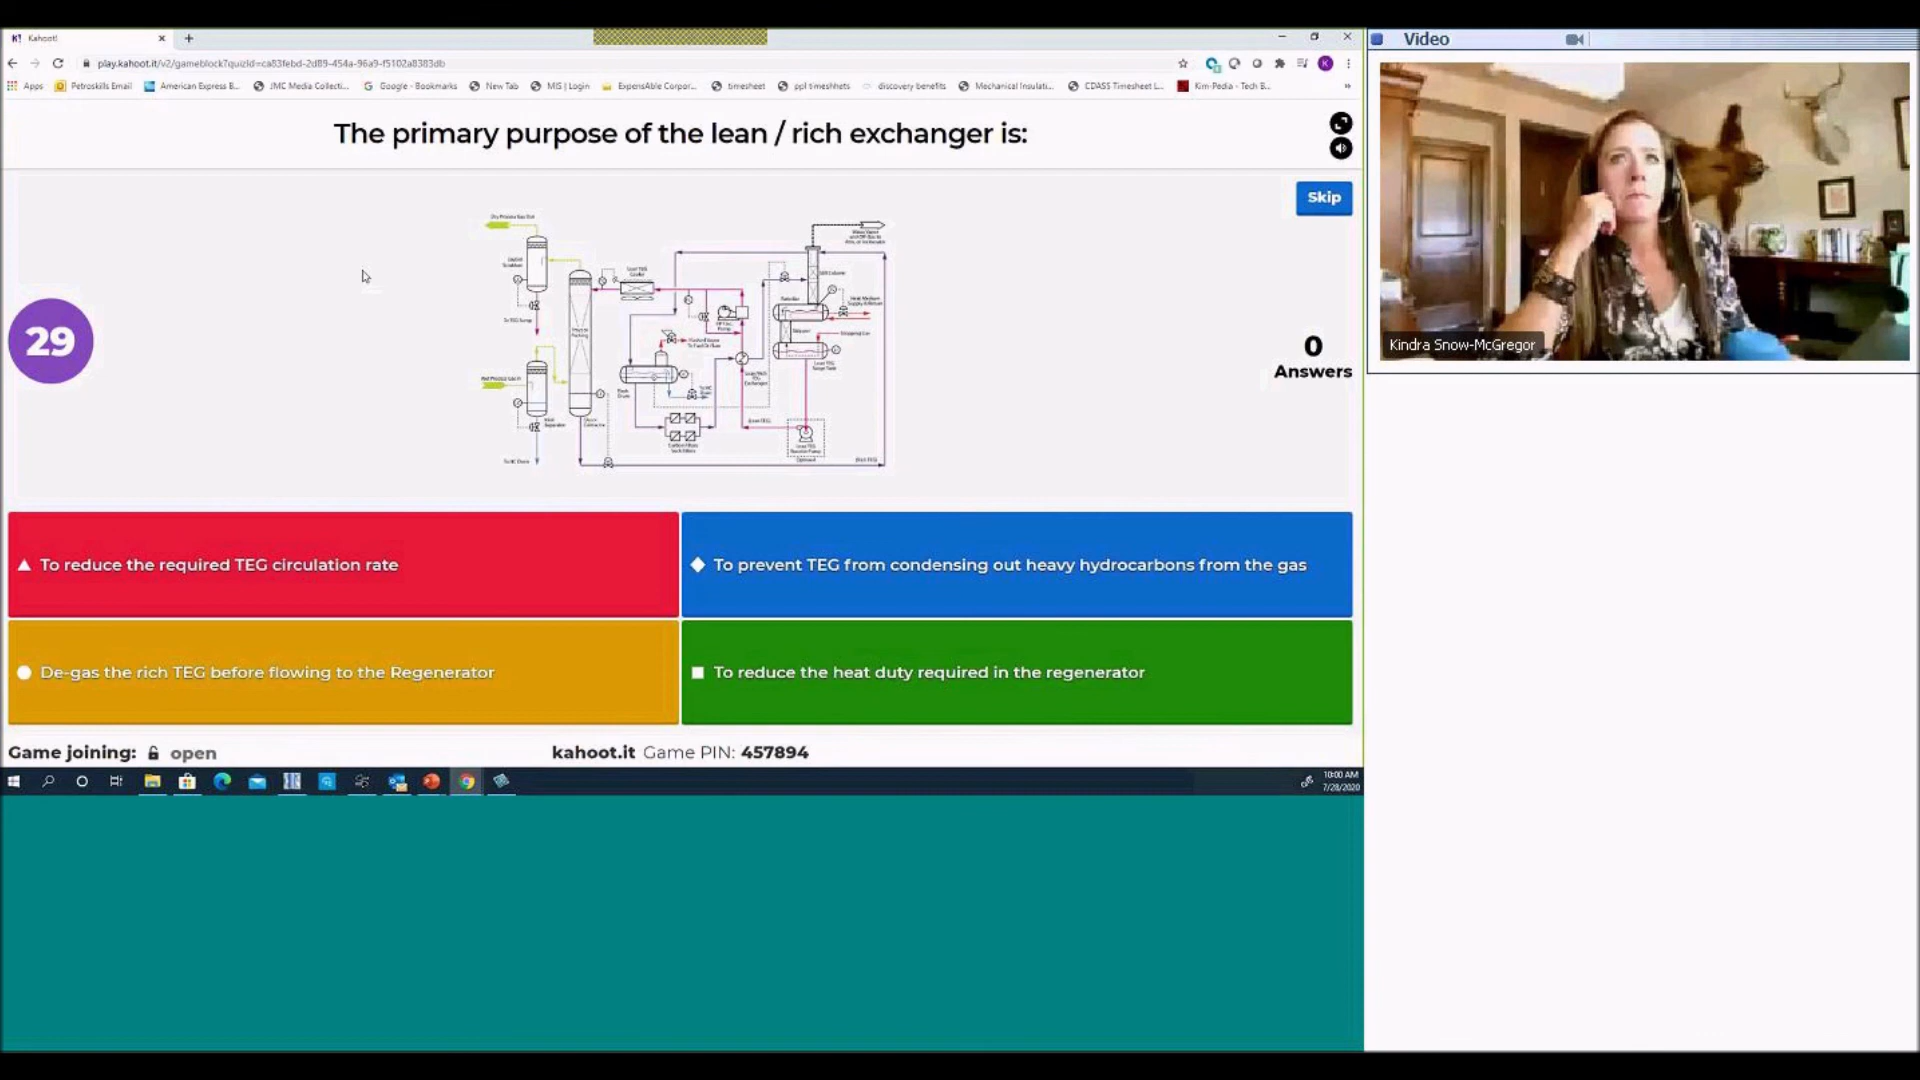 Kahoot!
play.kahoot.it/v2/gameblock?quizId=ca83febd-2d89-454a-96a9-f5102a8383db
Apps Petroskills Email American Express B... JMC Media Collecti... Google - Bookmarks New Tab MIS | Login ExpensAble Corpor... timesheet ppl timeshhets discovery benefits Mechanical Insulati... CDASS Timesheet L... Kim-Pedia - Tech B...
The primary purpose of the lean / rich exchanger is:
Skip
29
0
Answers
To reduce the required TEG circulation rate
To prevent TEG from condensing out heavy hydrocarbons from the gas
De-gas the rich TEG before flowing to the Regenerator
To reduce the heat duty required in the regenerator
Game joining: open
kahoot.it Game PIN: 457894
10:00 AM
7/28/2020
Video
Kindra Snow-McGregor